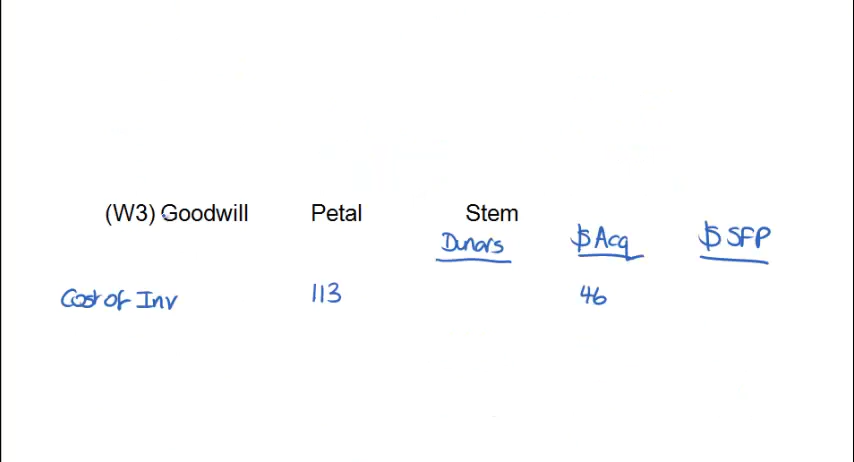 (W3) Goodwill Petal Stem
Dinars $Acq $SFP
Cost of Inv 113 46